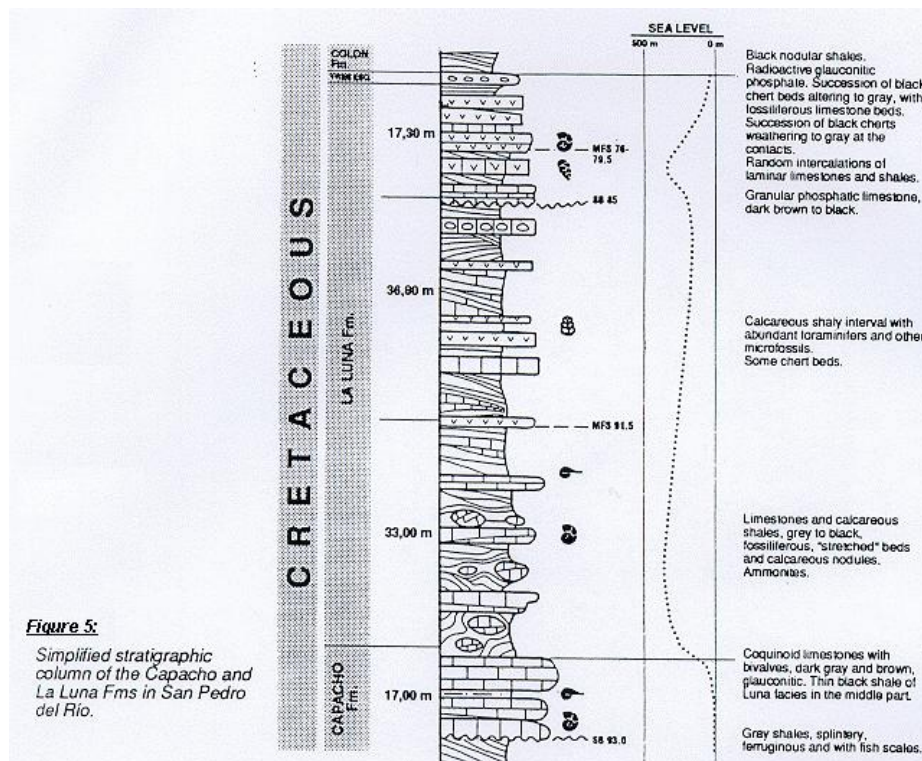 SEA LEVEL
500 m 0 m
COLON
Fm.
17,30 m
MFS 76-
79.5
SB 85
36,80 m
LA LUNA Fm.
CRETACEOUS
MFS 91.5
33,00 m
CAPACHO
Fm.
17,00 m
SB 93.0
Black nodular shales.
Radioactive glauconitic
phosphate. Succession of black
chert beds altering to gray, with
fossiliferous limestone beds.
Succession of black cherts
weathering to gray at the
contacts.
Random intercalations of
laminar limestones and shales.
Granular phosphatic limestone,
dark brown to black.
Calcareous shaly interval with
abundant foraminifers and other
microfossils.
Some chert beds.
Limestones and calcareous
shales, grey to black,
fossiliferous, "stretched" beds
and calcareous nodules.
Ammonites.
Coquinoid limestones with
bivalves, dark gray and brown,
glauconitic. Thin black shale of
Luna facies in the middle part.
Gray shales, splintery,
ferruginous and with fish scales.
Figure 5:
Simplified stratigraphic
column of the Capacho and
La Luna Fms in San Pedro
del Río.